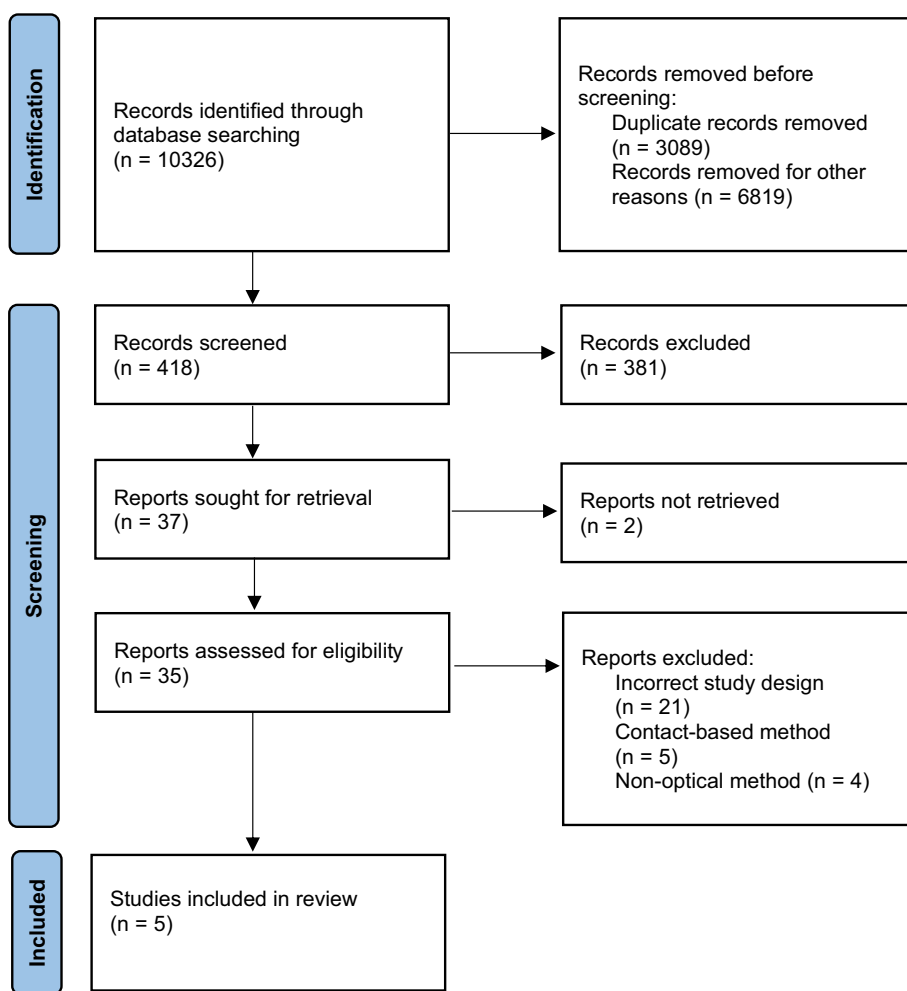 Identification
Records identified through
database searching
(n = 10326)
Records removed before
screening:
Duplicate records removed
(n = 3089)
Records removed for other
reasons (n = 6819)
Screening
Records screened
(n = 418)
Records excluded
(n = 381)
Reports sought for retrieval
(n = 37)
Reports not retrieved
(n = 2)
Reports assessed for eligibility
(n = 35)
Reports excluded:
Incorrect study design
(n = 21)
Contact-based method
(n = 5)
Non-optical method (n = 4)
Included
Studies included in review
(n = 5)